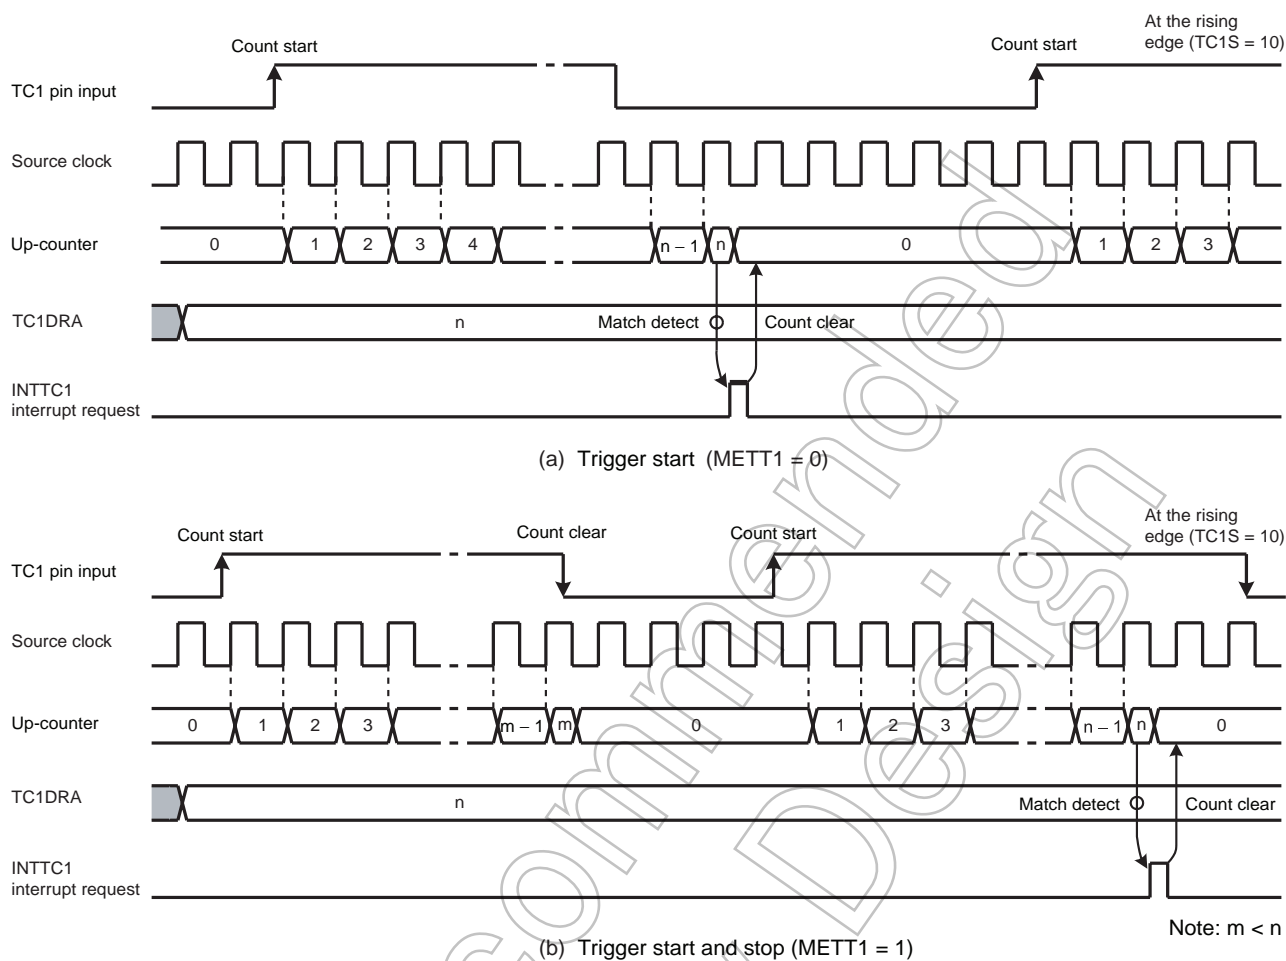 At the rising
edge (TC1S = 10)
Count start
Count start
TC1 pin input
Source clock
Up-counter
0 1 2 3 4 n – 1 n 0 1 2 3
TC1DRA
n
Match detect
Count clear
INTTC1
interrupt request
(a) Trigger start (METT1 = 0)
At the rising
edge (TC1S = 10)
Count start
Count clear
Count start
TC1 pin input
Source clock
Up-counter
0 1 2 3 m – 1 m 0 1 2 3 n – 1 n 0
TC1DRA
n
Match detect
Count clear
INTTC1
interrupt request
Note: m < n
(b) Trigger start and stop (METT1 = 1)
ommended
Design